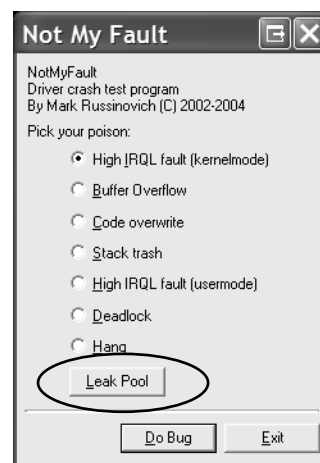 Not My Fault
NotMyFault
Driver crash test program
By Mark Russinovich (C) 2002-2004
Pick your poison:
High IRQL fault (kernelmode)
Buffer Overflow
Code overwrite
Stack trash
High IRQL fault (usermode)
Deadlock
Hang
Leak Pool
Do Bug Exit